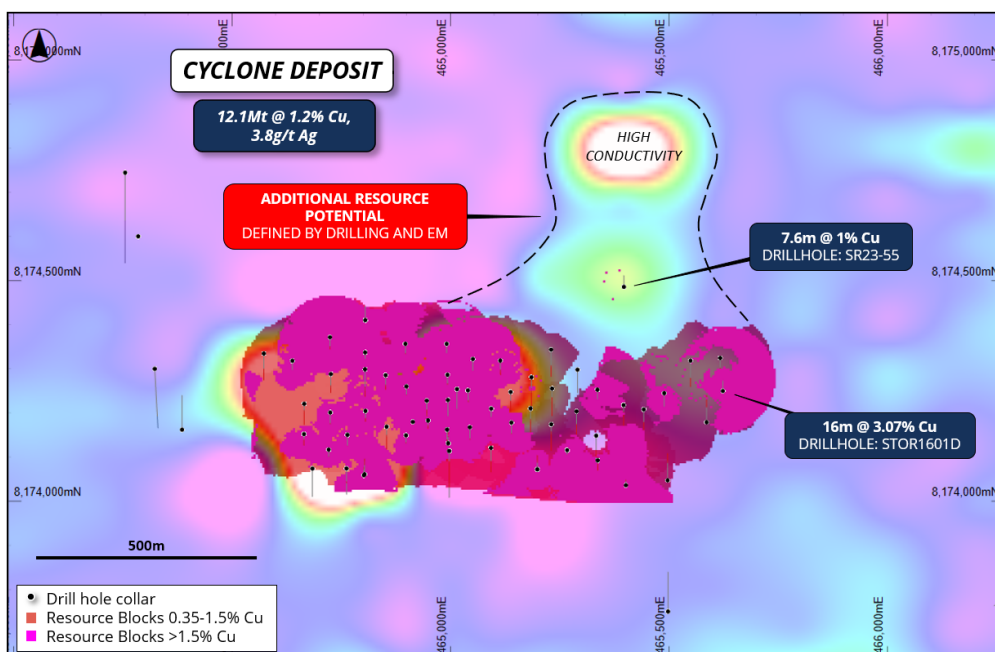 8,175,000mN
465,000mE
465,500mE
466,000mE
8,175,000mN
CYCLONE DEPOSIT
12.1Mt @ 1.2% Cu,
3.8g/t Ag
HIGH
CONDUCTIVITY
ADDITIONAL RESOURCE
POTENTIAL
DEFINED BY DRILLING AND EM
7.6m @ 1% Cu
DRILLHOLE: SR23-55
8,174,500mN
8,174,500mN
16m @ 3.07% Cu
DRILLHOLE: STOR1601D
8,174,000mN
8,174,000mN
500m
Drill hole collar
Resource Blocks 0.35-1.5% Cu
Resource Blocks >1.5% Cu
465,000mE
465,500mE
466,000mE